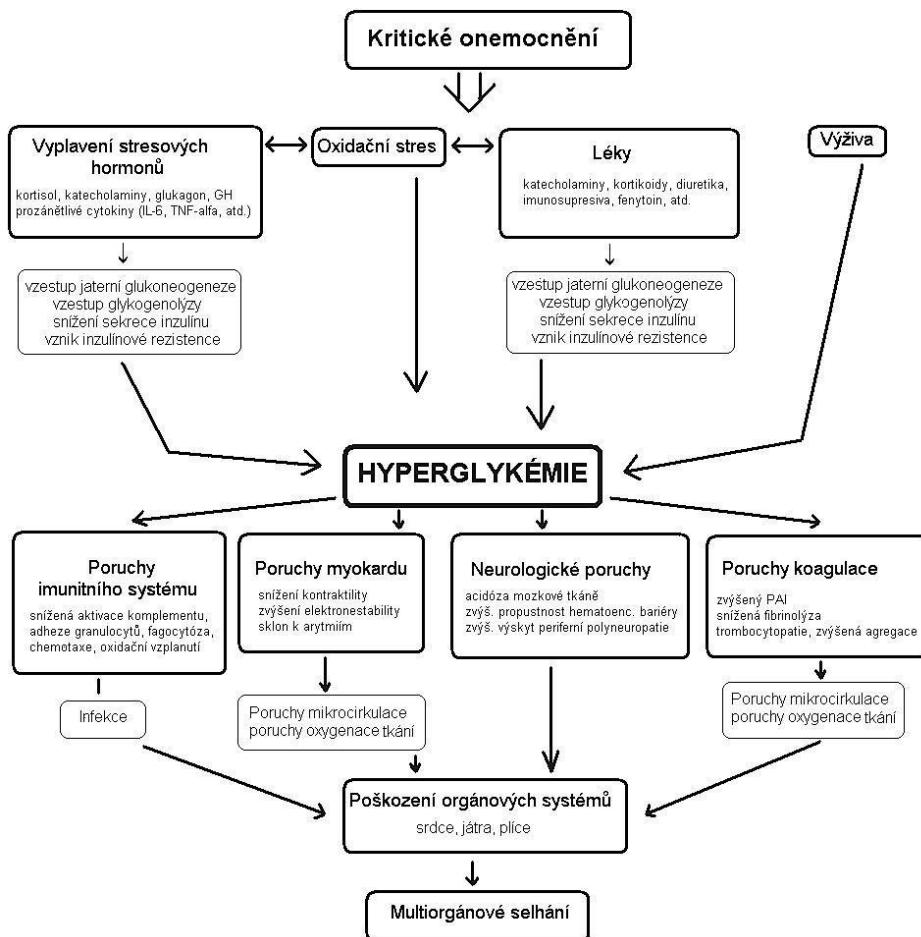 Kritické onemocnění
Vyplavení stresových
hormonů
kortisol, katecholaminy, glukagon, GH
prozánětlivé cytokiny (IL-6, TNF-alfa, atd.)
Oxidační stres
Léky
katecholaminy, kortikoidy, diuretika,
imunosupresiva, fenytoin, atd.
Výživa
vzestup jaterní glukoneogeneze
vzestup glykogenolýzy
snížení sekrece inzulínu
vznik inzulínové rezistence
vzestup jaterní glukoneogeneze
vzestup glykogenolýzy
snížení sekrece inzulínu
vznik inzulínové rezistence
HYPERGLYKÉMIE
Poruchy
imunitního systému
snížená aktivace komplementu,
adheze granulocytů, fagocytóza,
chemotaxe, oxidační vzplanutí
Poruchy myokardu
snížení kontraktility
zvýšení elektronestability
sklon k arytmiím
Neurologické poruchy
acidóza mozkové tkáně
zvýš. propustnost hematoenc. bariéry
zvýš. výskyt periferní polyneuropatie
Poruchy koagulace
zvýšený PAI
snížená fibrinolýza
trombocytopatie, zvýšená agregace
Infekce
Poruchy mikrocirkulace
poruchy oxygenace tkání
Poruchy mikrocirkulace
poruchy oxygenace tkání
Poškození orgánových systémů
srdce, játra, plíce
Multiorgánové selhání